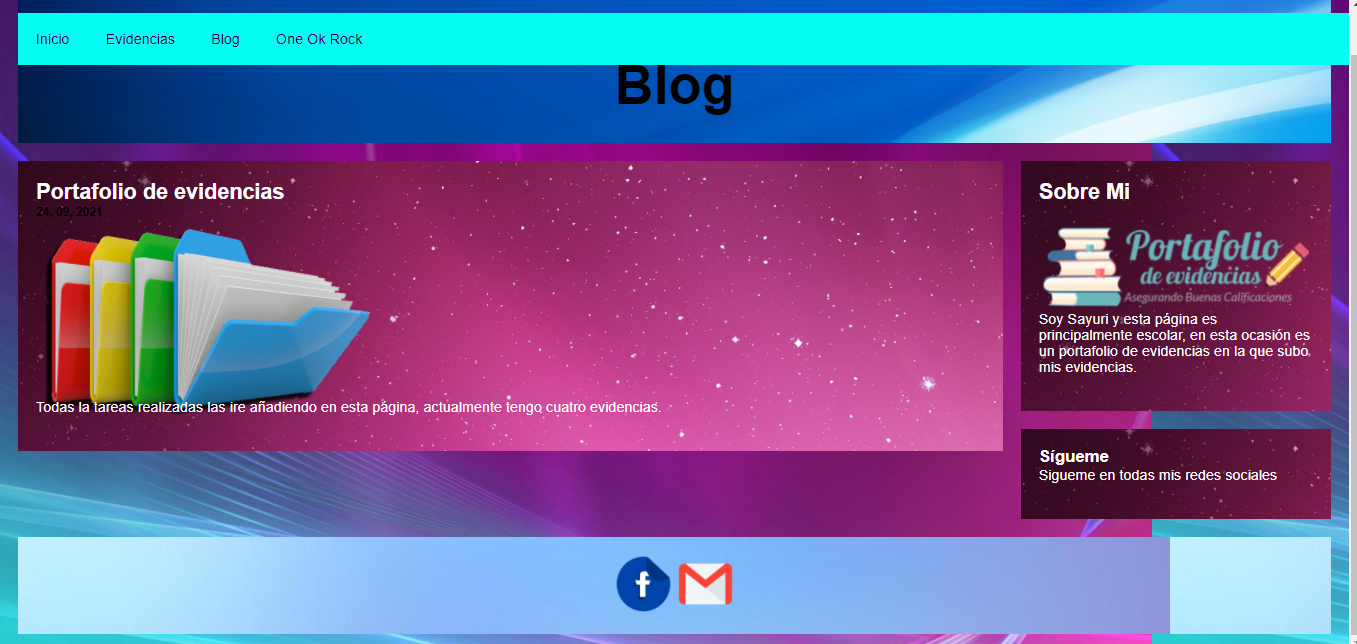 Inicio Evidencias Blog One Ok Rock
Blog
Portafolio de evidencias
24, 09, 2021
Todas la tareas realizadas las ire añadiendo en esta página, actualmente tengo cuatro evidencias.
Sobre Mi
Portafolio
de evidencias
Asegurando Buenas Calificaciones
Soy Sayuri y esta página es
principalmente escolar, en esta ocasión es
un portafolio de evidencias en la que subo
mis evidencias.
Sígueme
Sigueme en todas mis redes sociales
f